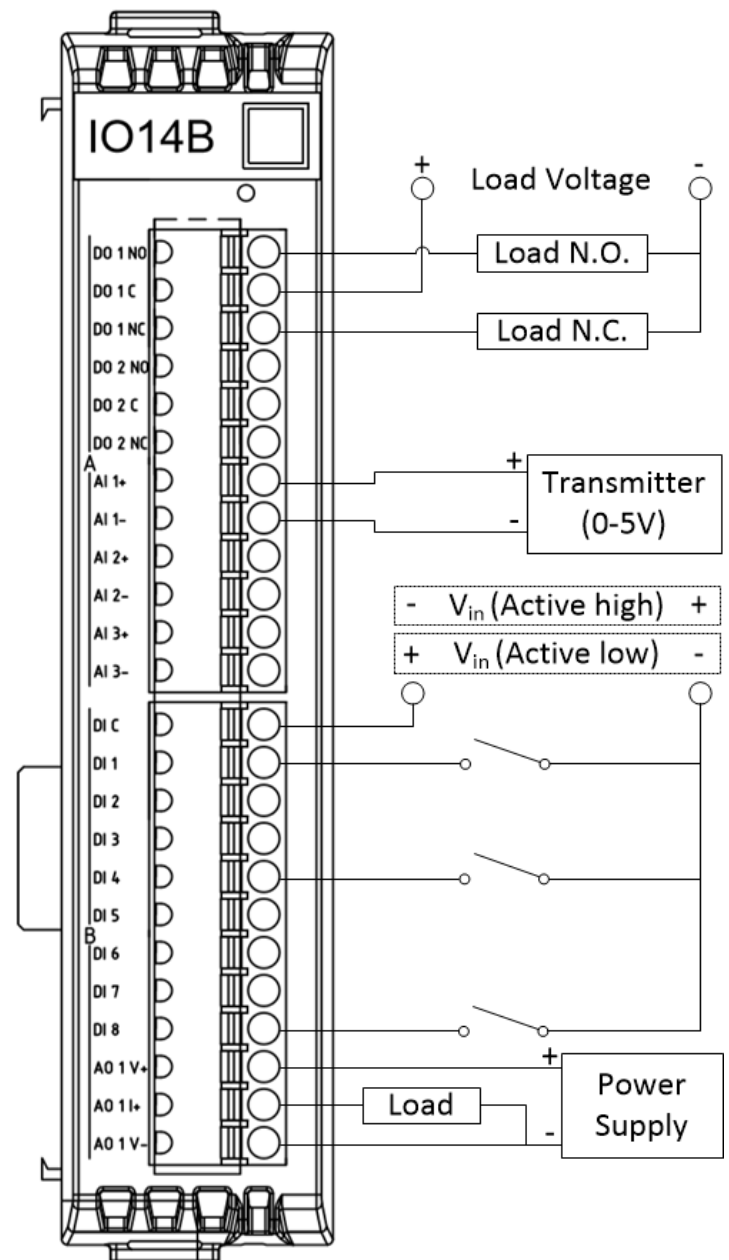 IO14B
+ Load Voltage -
DO 1 NO
Load N.O.
DO 1 C
DO 1 NC
Load N.C.
DO 2 NO
DO 2 C
DO 2 NC
A
AI 1+
AI 1-
+ Transmitter
- (0-5V)
AI 2+
AI 2-
AI 3+
AI 3-
- Vin (Active high) +
+ Vin (Active low) -
DI C
DI 1
DI 2
DI 3
DI 4
DI 5
B
DI 6
DI 7
DI 8
AO 1 V+
AO 1 I+
AO 1 V-
Load
+ Power
- Supply